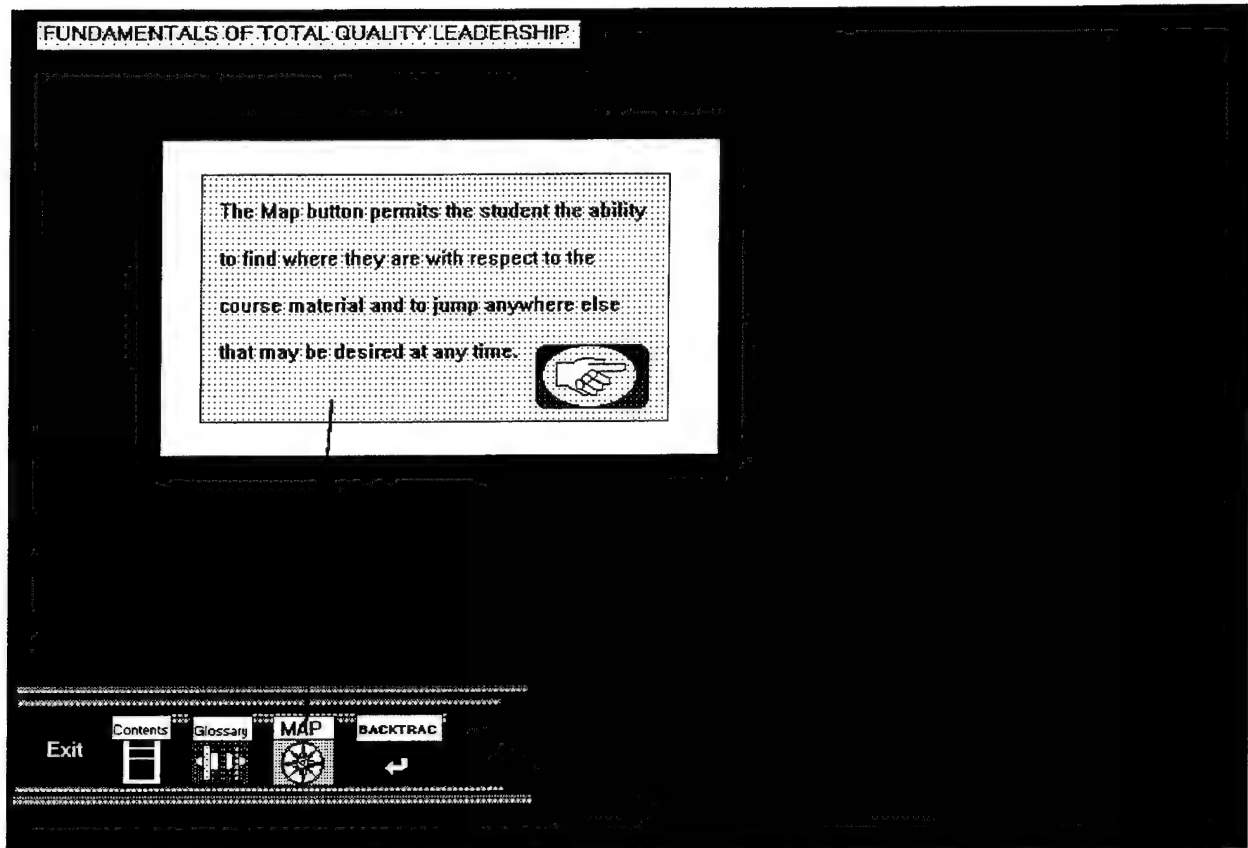 FUNDAMENTALS OF TOTAL QUALITY LEADERSHIP
The Map button permits the student the ability
to find where they are with respect to the
course material and to jump anywhere else
that may be desired at any time.
Exit
Contents
Glossary
MAP
BACKTRAC